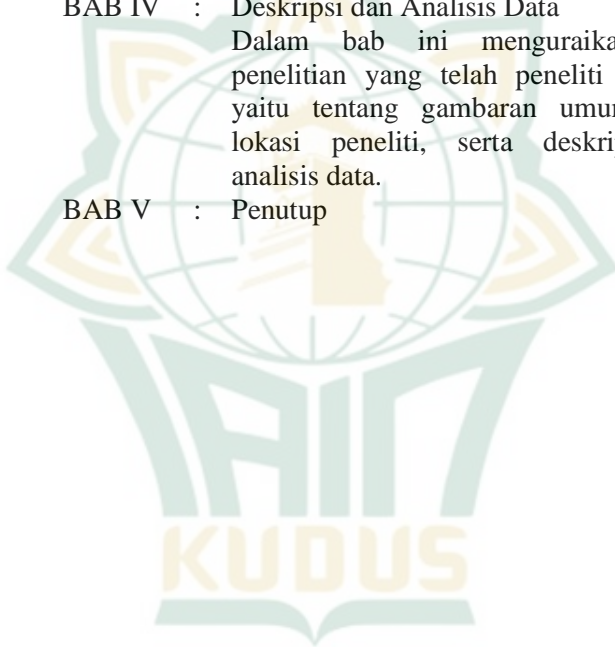 BAB IV : Deskripsi dan Analisis Data
Dalam bab ini menguraika
penelitian yang telah peneliti
yaitu tentang gambaran umu
lokasi peneliti, serta deskri
analisis data.
BAB V : Penutup
IAIN
KUDUS